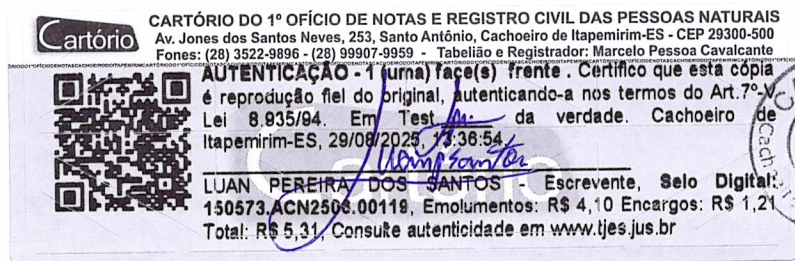 Cartório
CARTÓRIO DO 1º OFÍCIO DE NOTAS E REGISTRO CIVIL DAS PESSOAS NATURAIS
Av. Jones dos Santos Neves, 253, Santo Antônio, Cachoeiro de Itapemirim-ES - CEP 29300-500
Fones: (28) 3522-9896 - (28) 99907-9959 - Tabelião e Registrador: Marcelo Pessoa Cavalcante
AUTENTICAÇÃO - 1 (uma) face(s) frente . Certifico que esta cópia
é reprodução fiel do original, autenticando-a nos termos do Art.7º-V-
Lei 8.935/94. Em Test. da verdade. Cachoeiro de
Itapemirim-ES, 29/08/2025, 13:36:54
LUAN PEREIRA DOS SANTOS - Escrevente, Selo Digital:
150573.ACN2503.00119, Emolumentos: R$ 4,10 Encargos: R$ 1,21
Total: R$ 5,31, Consulte autenticidade em www.tjes.jus.br